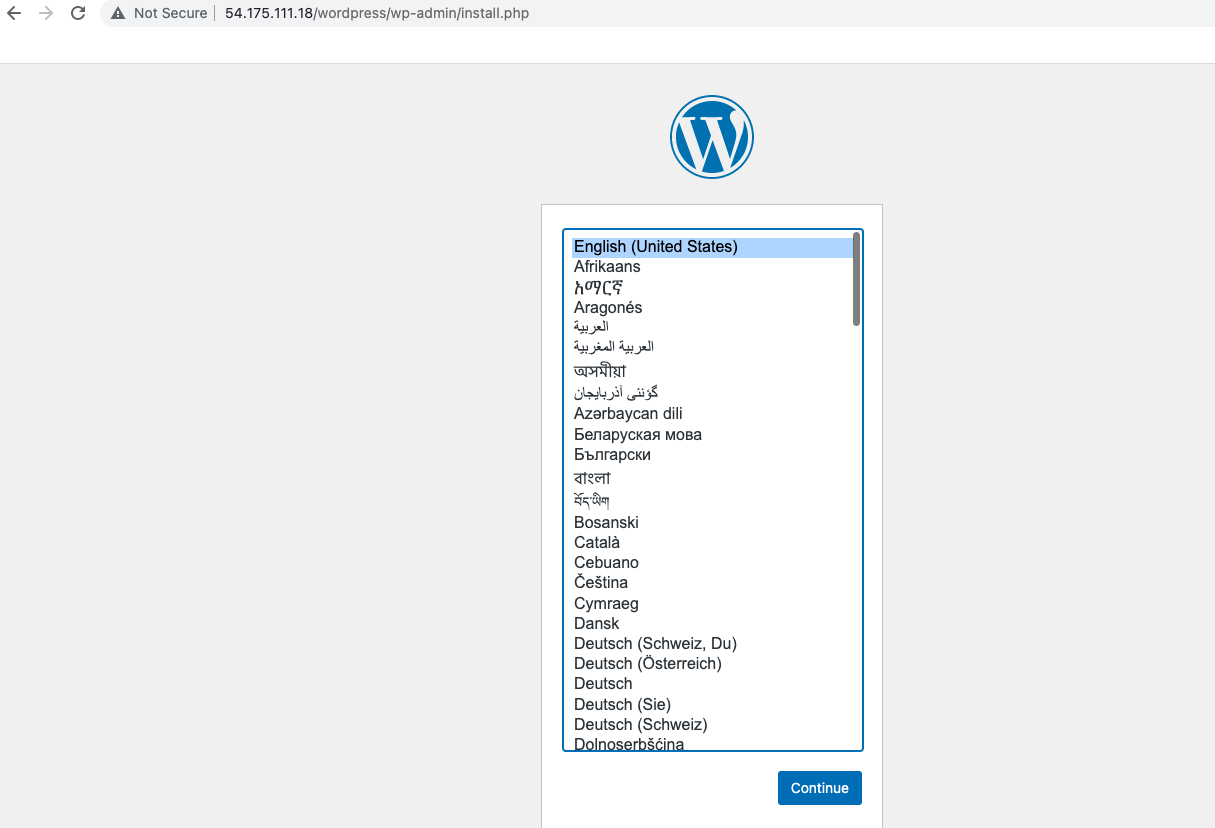 Not Secure | 54.175.111.18/wordpress/wp-admin/install.php
English (United States)
Afrikaans
አማርኛ
Aragonés
العربية
العربية المغربية
অসমীয়া
گؤنئی آذربایجان
Azərbaycan dili
Беларуская мова
Български
বাংলা
བོད་ཡིག
Bosanski
Català
Cebuano
Čeština
Cymraeg
Dansk
Deutsch (Schweiz, Du)
Deutsch (Österreich)
Deutsch
Deutsch (Sie)
Deutsch (Schweiz)
Dolnoserbšćina
Continue